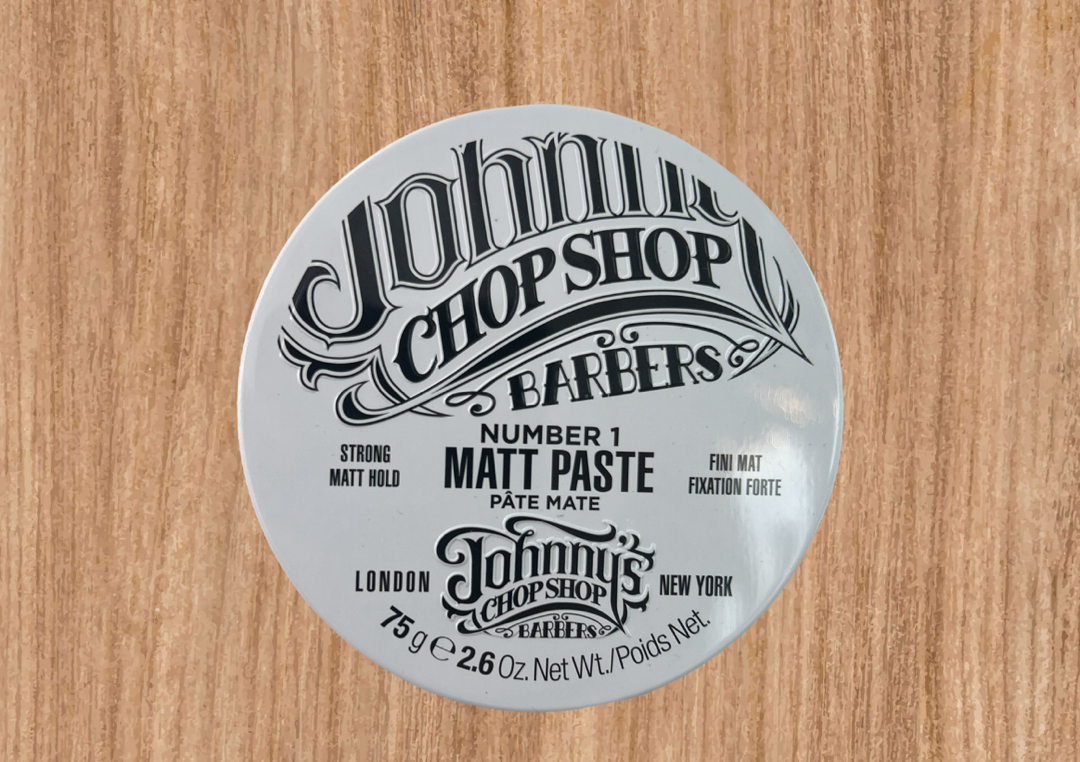 Johnny
CHOP SHOP
BARBERS
NUMBER 1
MATT PASTE
PÂTE MATE
STRONG
MATT HOLD
FINI MAT
FIXATION FORTE
LONDON
Johnny's
CHOP SHOP
BARBERS
NEW YORK
75 g ℮ 2.6 Oz. Net Wt./Poids Net.